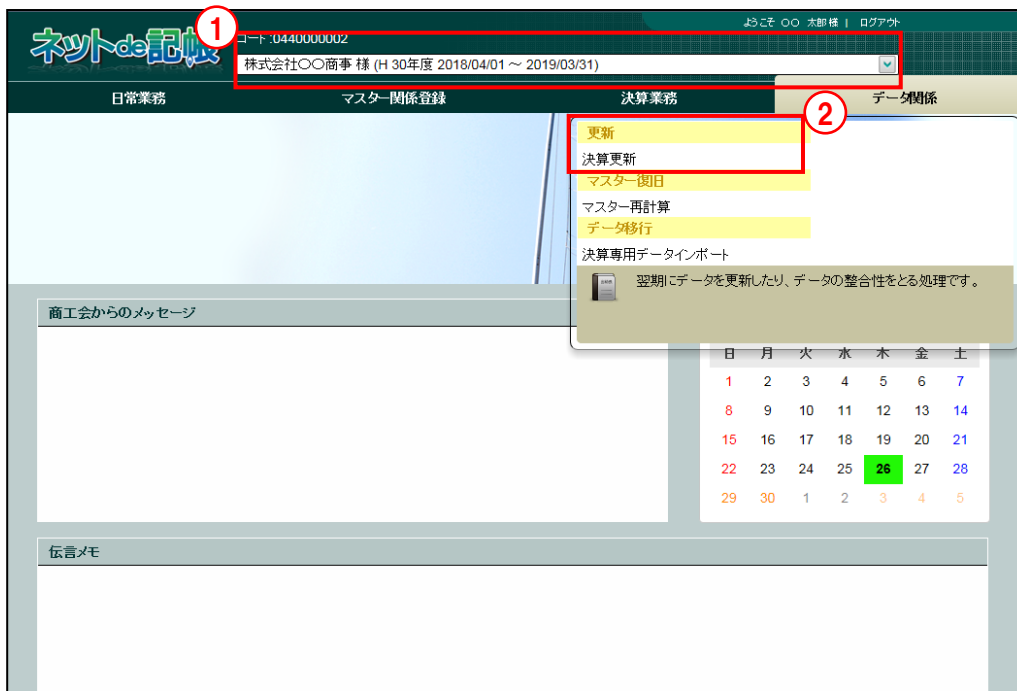 ようこそ 〇〇 太郎 様 | ログアウト
ネットde記帳
1
コード:0440000002
株式会社〇〇商事 様 (H 30年度 2018/04/01 ～ 2019/03/31)
日常業務 マスター関係登録 決算業務 データ関係
2
更新
決算更新
マスター復旧
マスター再計算
データ移行
決算専用データインポート
翌期にデータを更新したり、データの整合性をとる処理です。
商工会からのメッセージ
日 月 火 水 木 金 土
1 2 3 4 5 6 7
8 9 10 11 12 13 14
15 16 17 18 19 20 21
22 23 24 25 26 27 28
29 30 1 2 3 4 5
伝言メモ